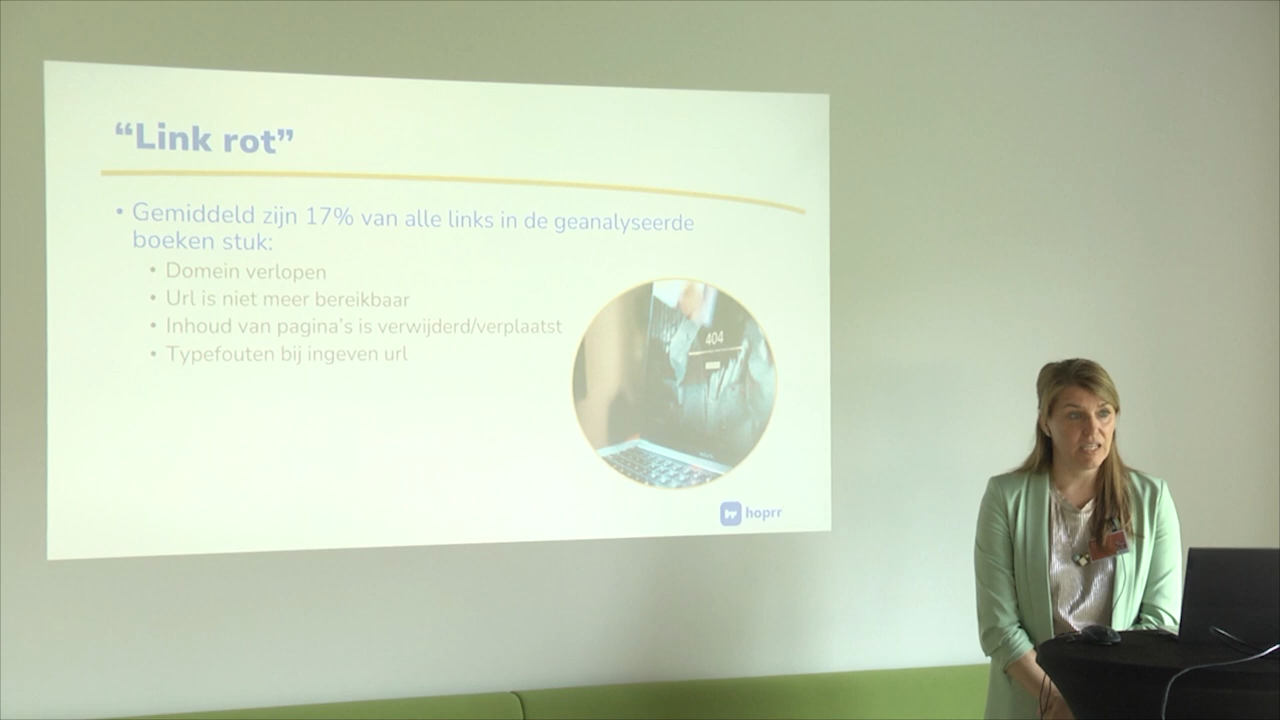 “Link rot”
• Gemiddeld zijn 17% van alle links in de geanalyseerde
boeken stuk:
• Domein verlopen
• Url is niet meer bereikbaar
• Inhoud van pagina's is verwijderd/verplaatst
• Typefouten bij ingeven url
404
hoprr